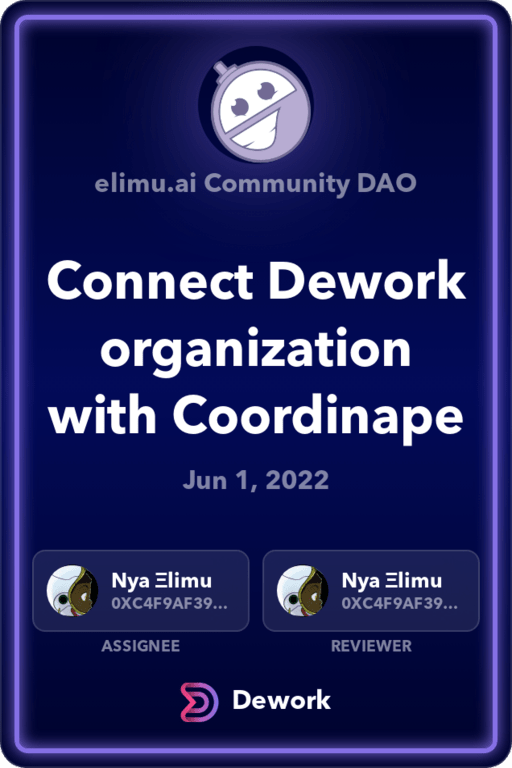 elimu.ai Community DAO
Connect Dework
organization
with Coordinape
Jun 1, 2022
Nya Ξlimu
0XC4F9AF39...
ASSIGNEE
Nya Ξlimu
0XC4F9AF39...
REVIEWER
Dework